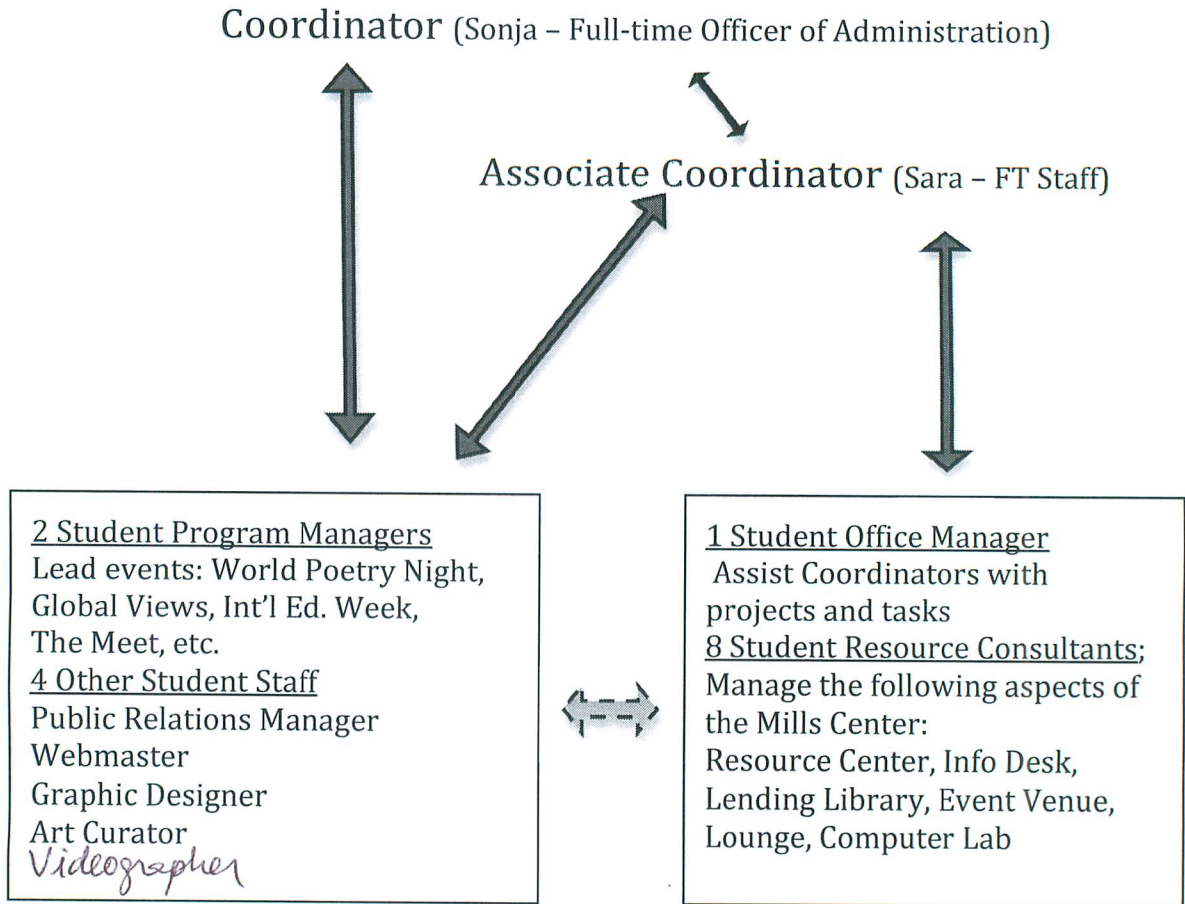 Coordinator (Sonja – Full-time Officer of Administration)
Associate Coordinator (Sara – FT Staff)
2 Student Program Managers
Lead events: World Poetry Night,
Global Views, Int'l Ed. Week,
The Meet, etc.
4 Other Student Staff
Public Relations Manager
Webmaster
Graphic Designer
Art Curator
Videographer
1 Student Office Manager
Assist Coordinators with
projects and tasks
8 Student Resource Consultants;
Manage the following aspects of
the Mills Center:
Resource Center, Info Desk,
Lending Library, Event Venue,
Lounge, Computer Lab